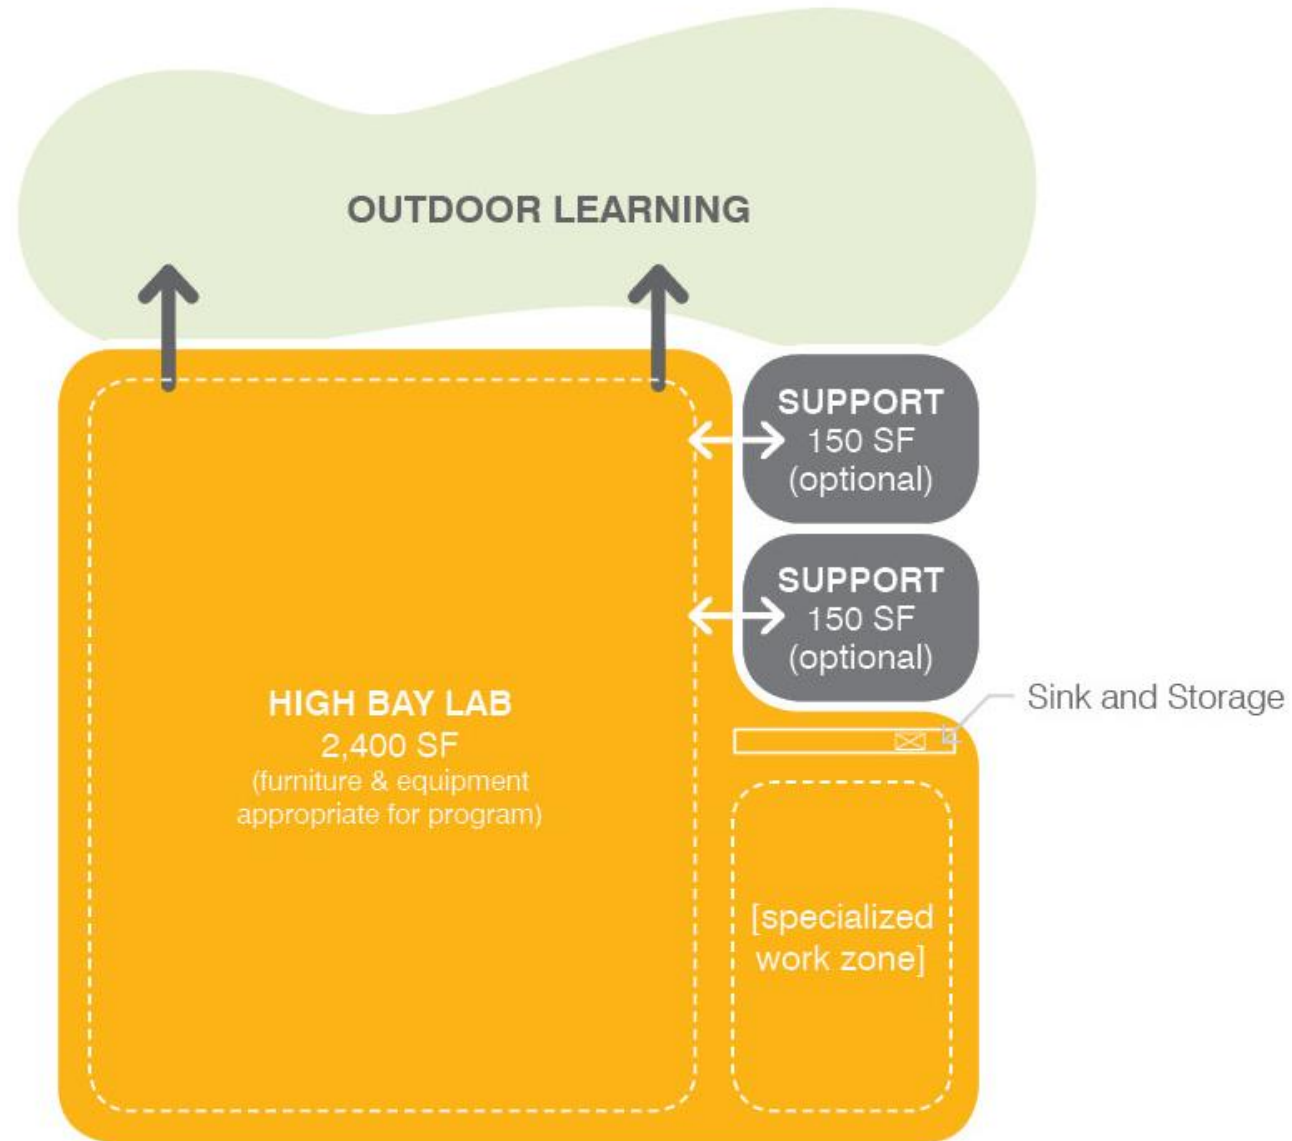 OUTDOOR LEARNING
SUPPORT
150 SF
(optional)
SUPPORT
150 SF
(optional)
HIGH BAY LAB
2,400 SF
(furniture & equipment
appropriate for program)
Sink and Storage
[specialized
work zone]